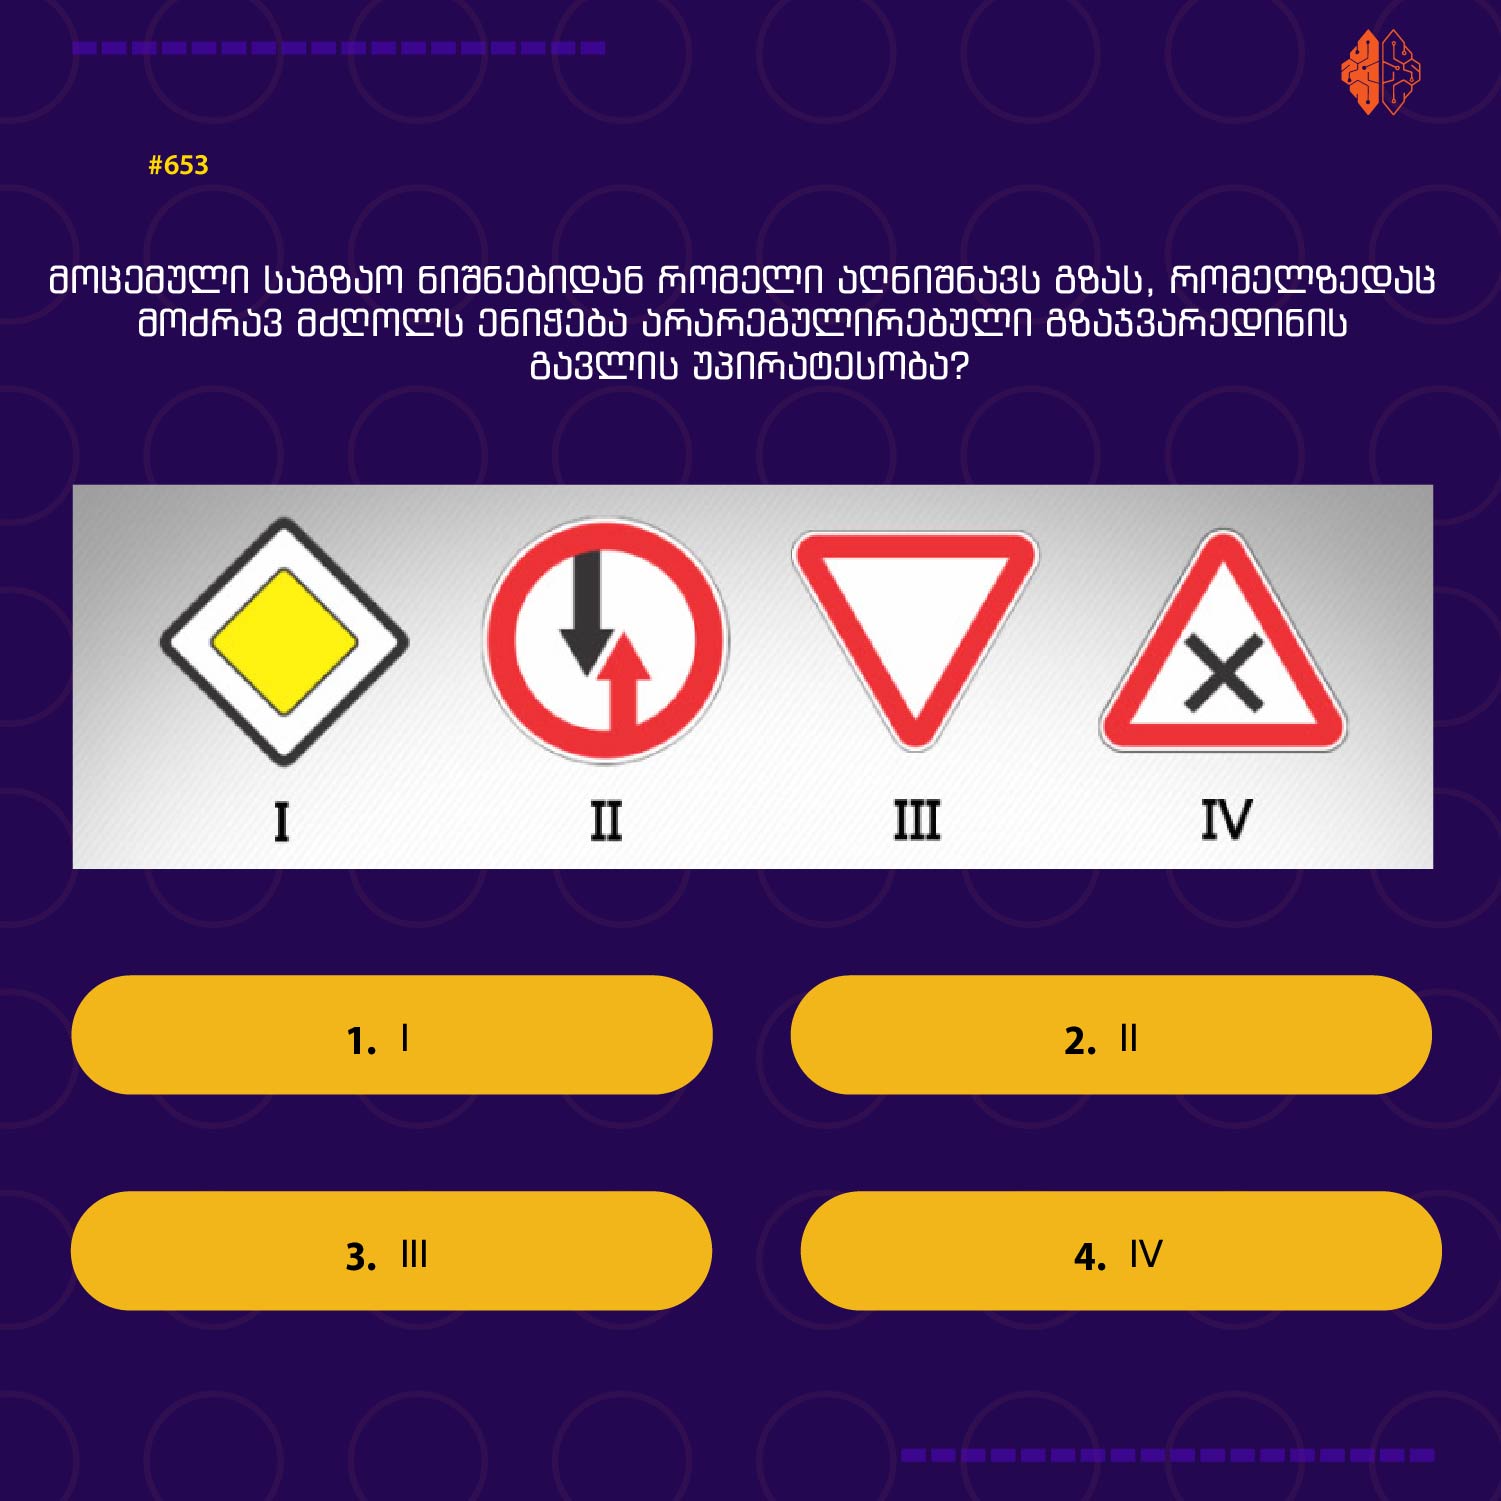 #653
მოცემული საგზაო ნიშნებიდან რომელი აღნიშნავს გზას, რომელზედაც
მოძრავ მძღოლს ენიჭება არარეგულირებული გზაჯვარედინის
გავლის უპირატესობა?
I II III IV
1. I
2. II
3. III
4. IV